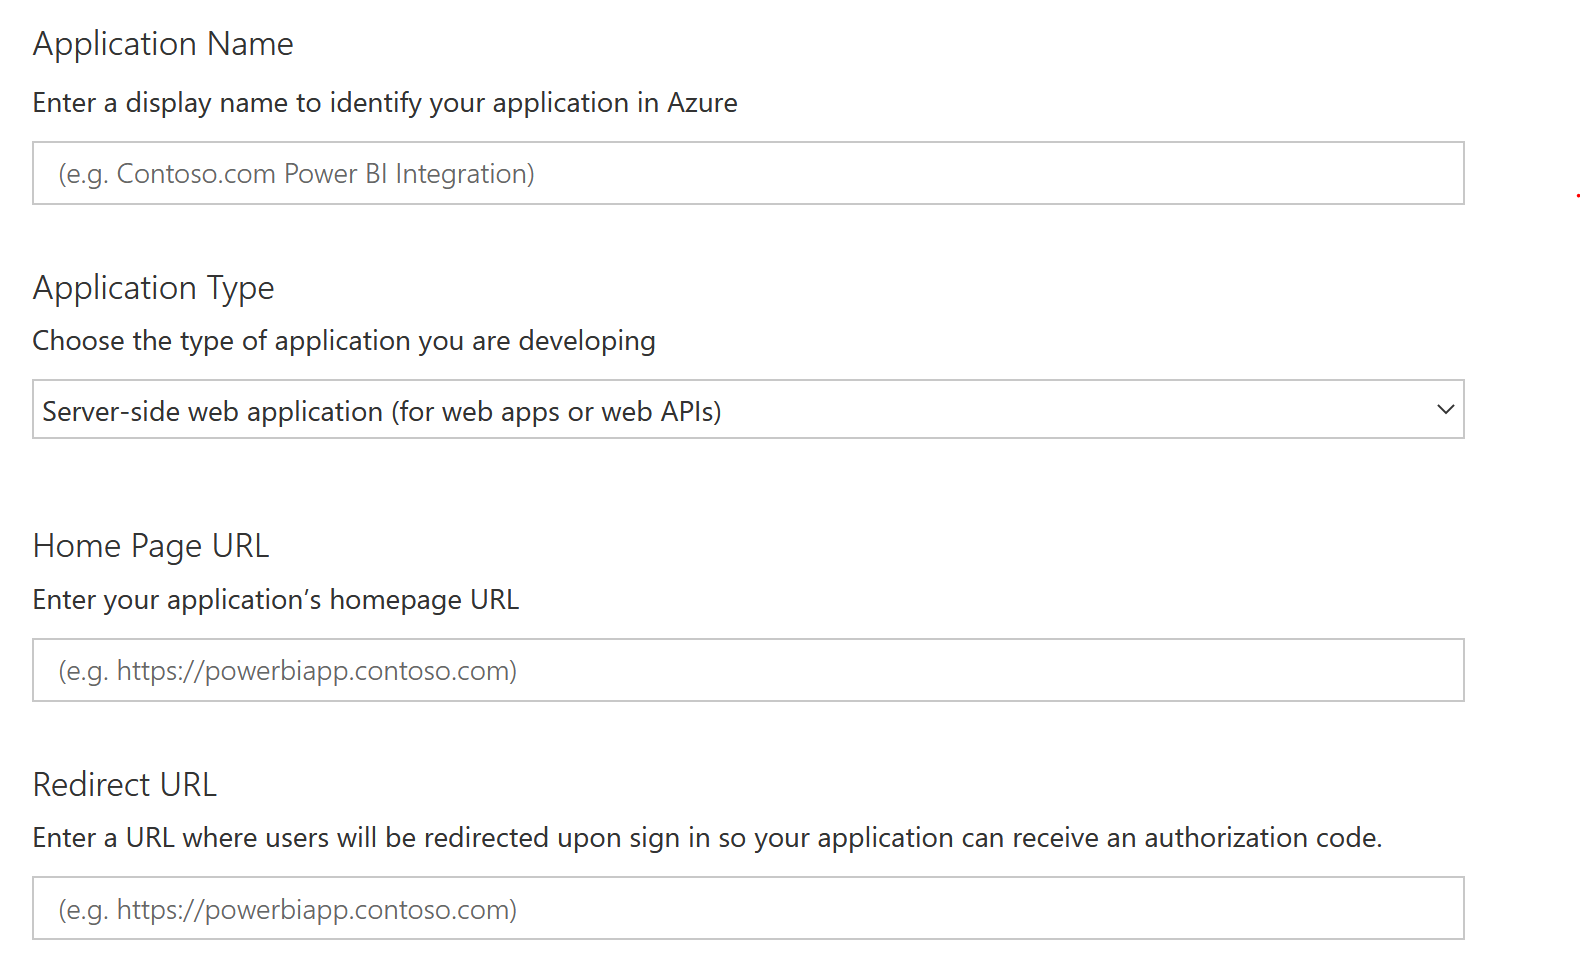 Application Name
Enter a display name to identify your application in Azure
(e.g. Contoso.com Power BI Integration)
Application Type
Choose the type of application you are developing
Server-side web application (for web apps or web APIs)
Home Page URL
Enter your application’s homepage URL
(e.g. https://powerbiapp.contoso.com)
Redirect URL
Enter a URL where users will be redirected upon sign in so your application can receive an authorization code.
(e.g. https://powerbiapp.contoso.com)